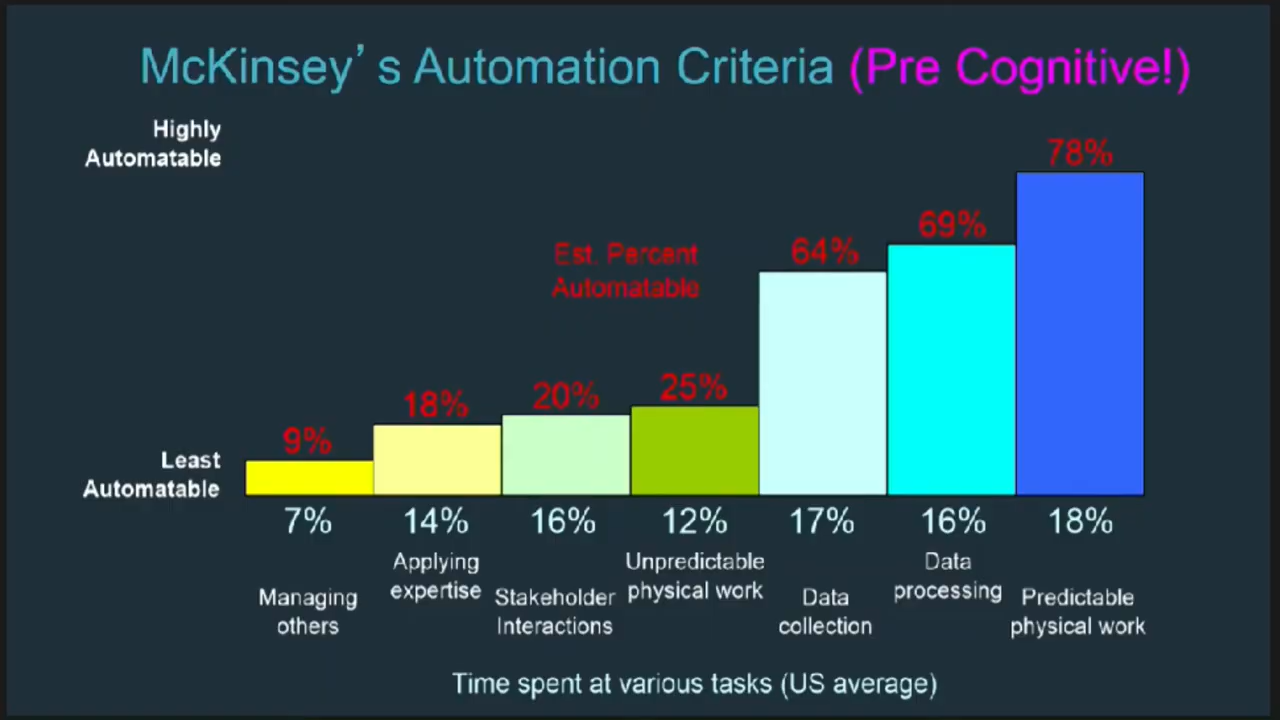 McKinsey’s Automation Criteria (Pre Cognitive!)
Highly
Automatable
78%
69%
64%
Est. Percent
Automatable
25%
20%
18%
9%
Least
Automatable
7% 14% 16% 12% 17% 16% 18%
Managing
others
Applying
expertise
Stakeholder
Interactions
Unpredictable
physical work
Data
collection
Data
processing
Predictable
physical work
Time spent at various tasks (US average)